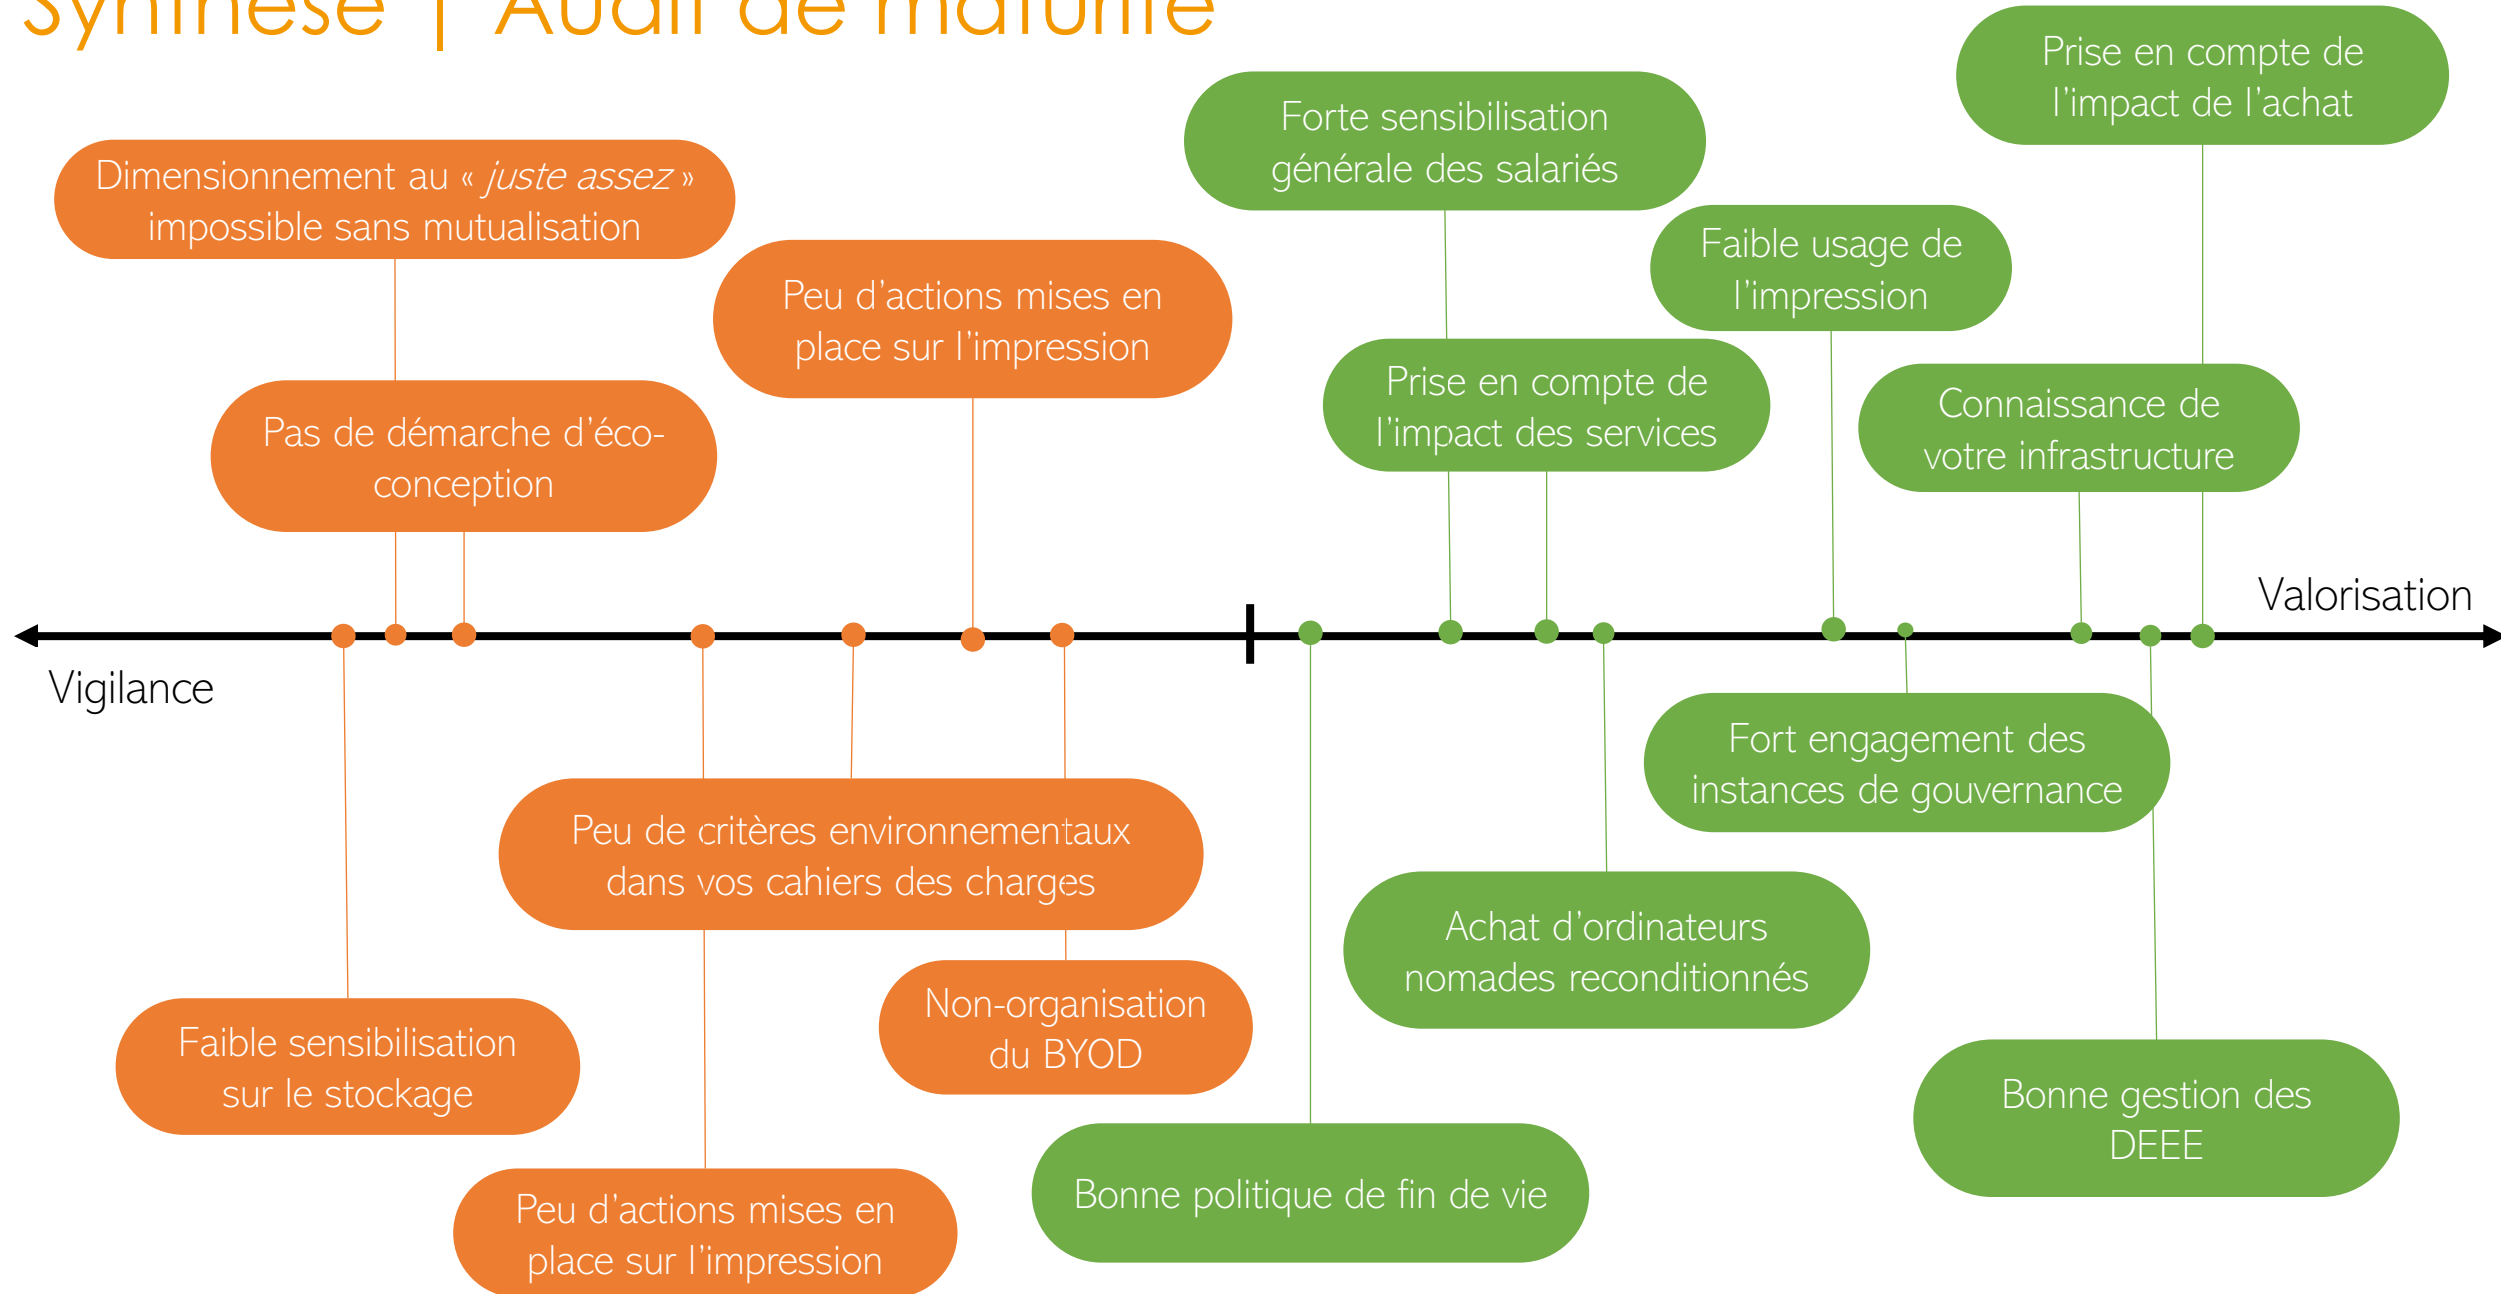 Synthèse | Audit de maturité
Prise en compte de
l'impact de l'achat
Forte sensibilisation
générale des salariés
Dimensionnement au « juste assez »
impossible sans mutualisation
Faible usage de
l'impression
Peu d'actions mises en
place sur l'impression
Prise en compte de
l'impact des services
Connaissance de
votre infrastructure
Pas de démarche d'éco-
conception
Valorisation
Vigilance
Fort engagement des
instances de gouvernance
Peu de critères environnementaux
dans vos cahiers des charges
Achat d'ordinateurs
nomades reconditionnés
Non-organisation
du BYOD
Faible sensibilisation
sur le stockage
Bonne gestion des
DEEE
Bonne politique de fin de vie
Peu d'actions mises en
place sur l'impression